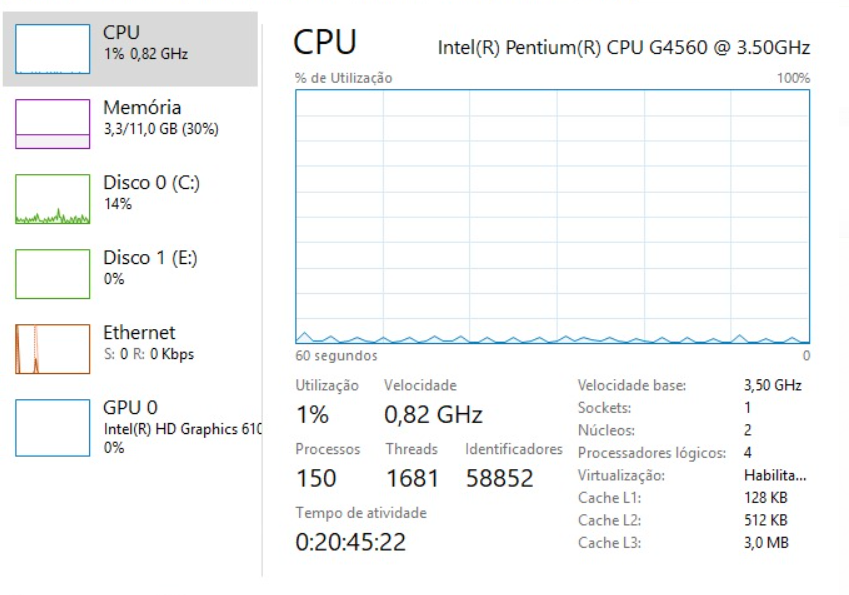 CPU
1% 0,82 GHz
Memória
3,3/11,0 GB (30%)
Disco 0 (C:)
14%
Disco 1 (E:)
0%
Ethernet
S: 0 R: 0 Kbps
GPU 0
Intel(R) HD Graphics 610
0%
CPU Intel(R) Pentium(R) CPU G4560 @ 3.50GHz
% de Utilização 100%
60 segundos 0
Utilização Velocidade
1% 0,82 GHz
Processos Threads Identificadores
150 1681 58852
Tempo de atividade
0:20:45:22
Velocidade base: 3,50 GHz
Sockets: 1
Núcleos: 2
Processadores lógicos: 4
Virtualização: Habilita...
Cache L1: 128 KB
Cache L2: 512 KB
Cache L3: 3,0 MB